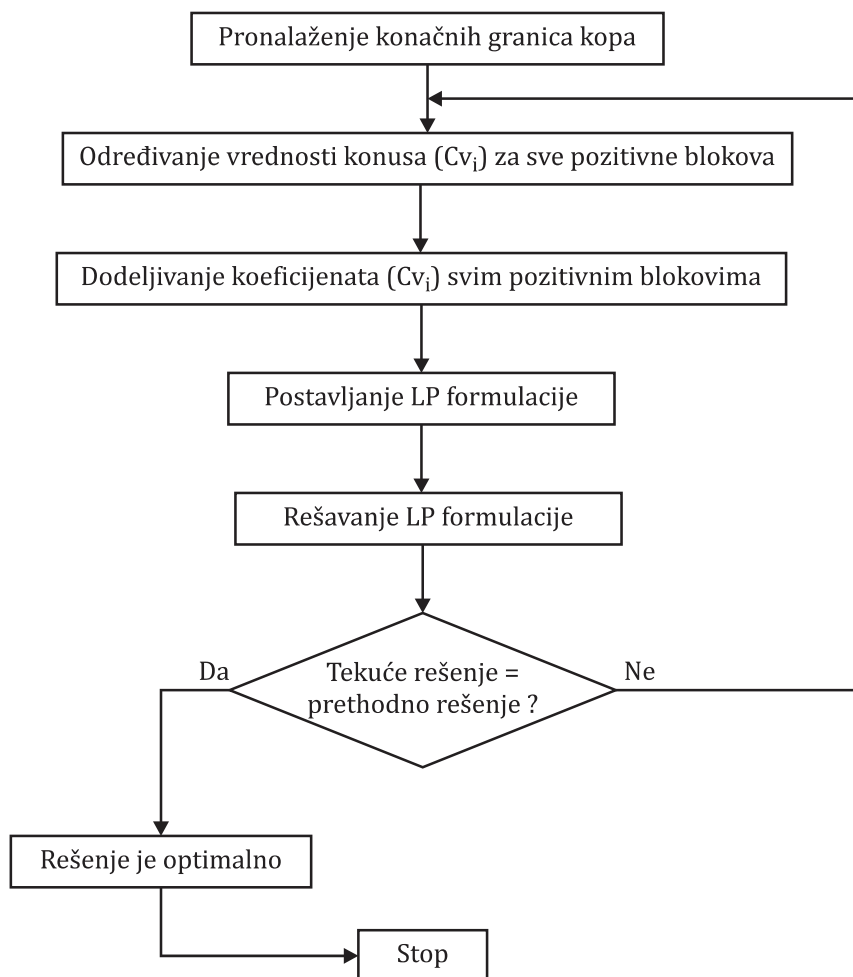 Pronalaženje konačnih granica kopa
Određivanje vrednosti konusa (Cvᵢ) za sve pozitivne blokova
Dodeljivanje koeficijenata (Cvᵢ) svim pozitivnim blokovima
Postavljanje LP formulacije
Rešavanje LP formulacije
Da
Tekuće rešenje =
prethodno rešenje ?
Ne
Rešenje je optimalno
Stop